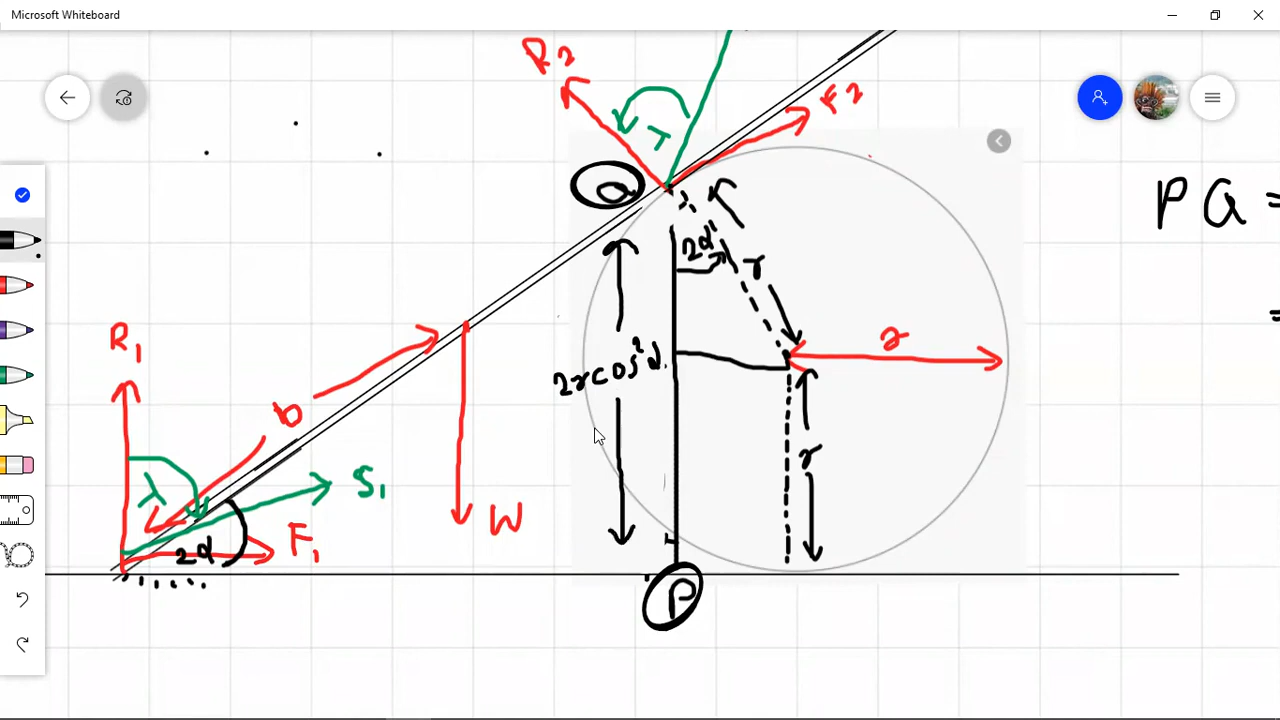 Microsoft Whiteboard
R2
F2
λ
Q
PQ =
2α
r
R1
r
=
2rcos²α
b
λ
S1
r
W
F1
2α
P